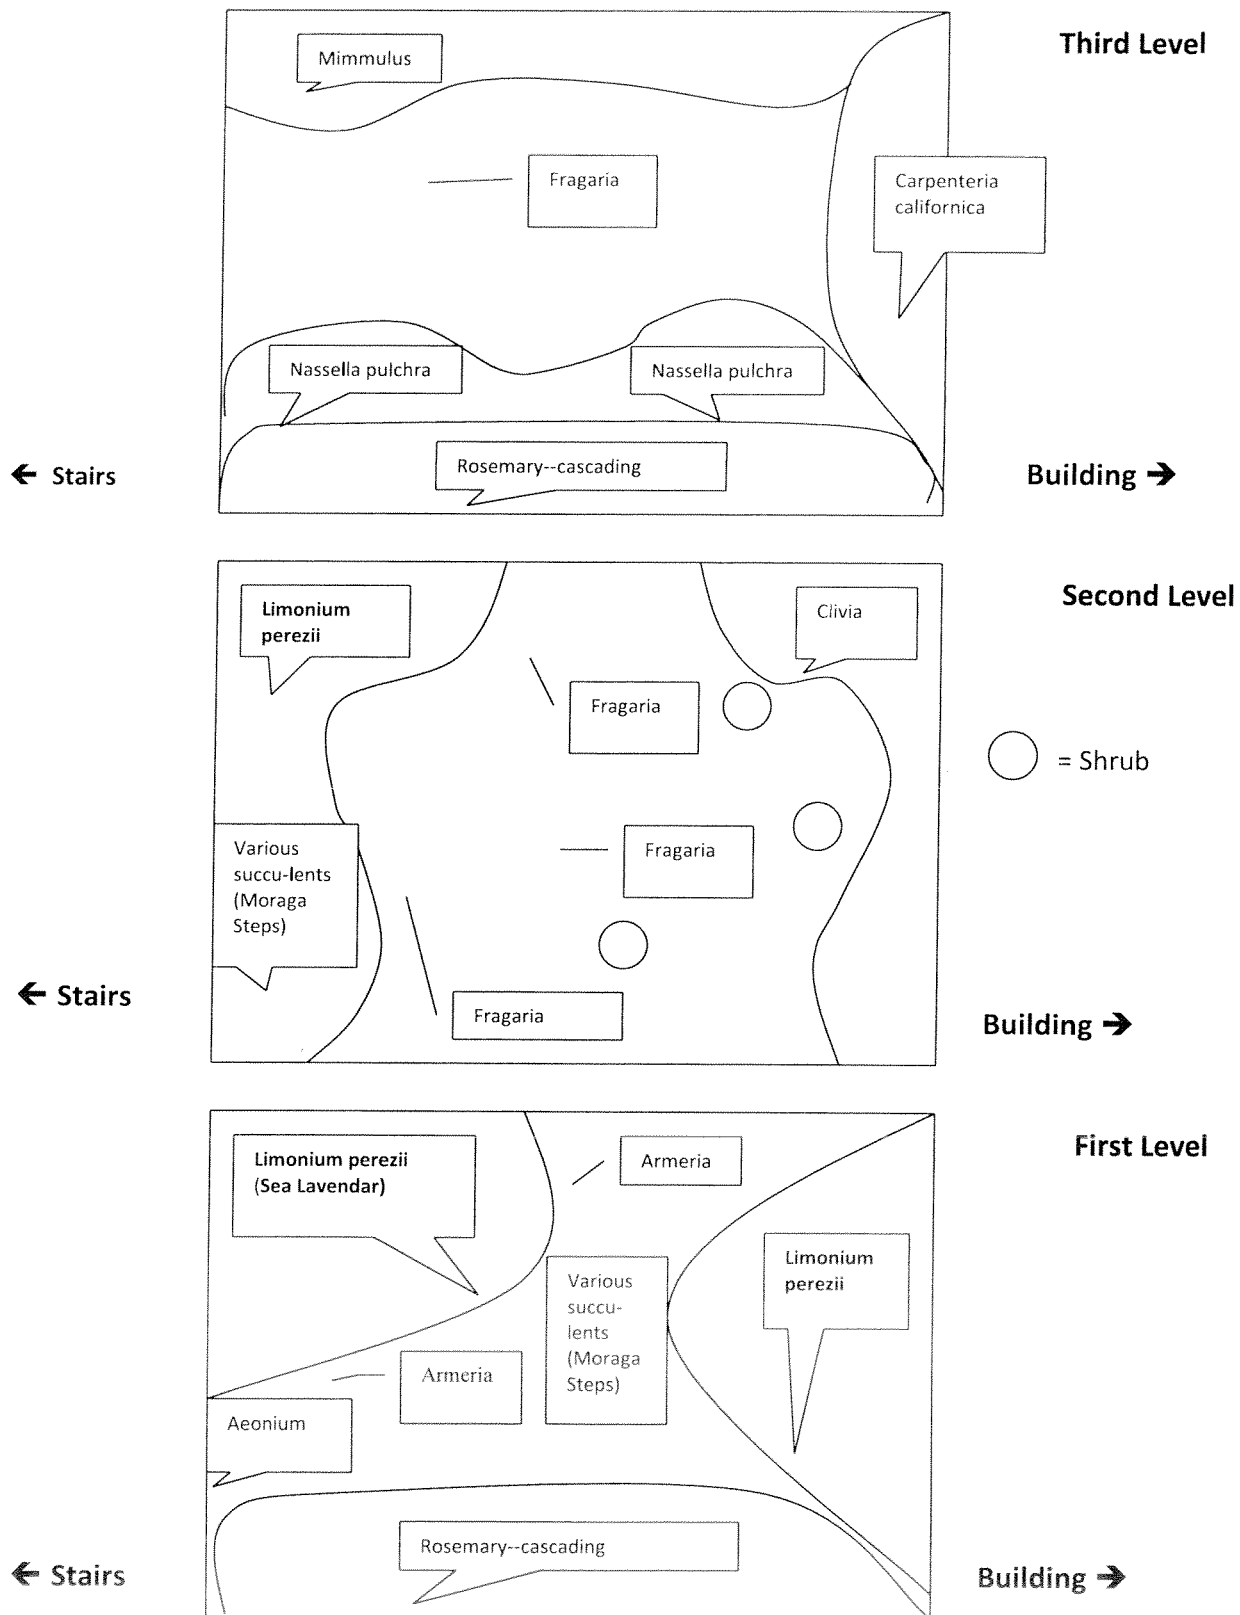 Third Level
Mimmulus
Fragaria
Carpenteria
californica
Nassella pulchra
Nassella pulchra
Rosemary--cascading
← Stairs
Building →
Second Level
Limonium
perezii
Clivia
Fragaria
= Shrub
Fragaria
Various
succu-lents
(Moraga
Steps)
← Stairs
Fragaria
Building →
First Level
Limonium perezii
(Sea Lavendar)
Armeria
Limonium
perezii
Various
succu-
lents
(Moraga
Steps)
Armeria
Aeonium
Rosemary--cascading
← Stairs
Building →